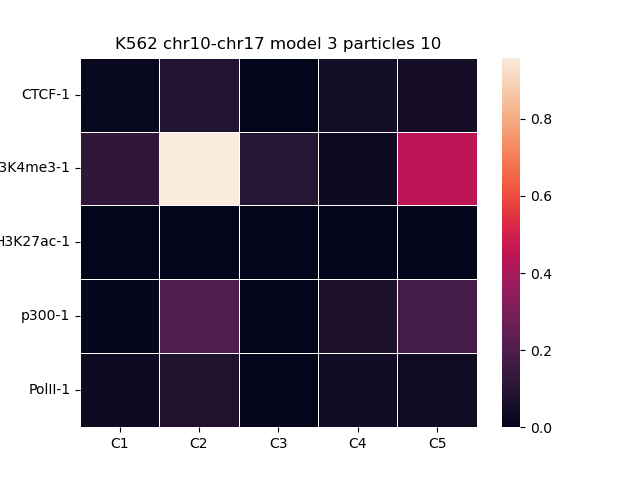 K562 chr10-chr17 model 3 particles 10
CTCF-1
3K4me3-1
H3K27ac-1
p300-1
PolII-1
C1 C2 C3 C4 C5
0.8
0.6
0.4
0.2
0.0